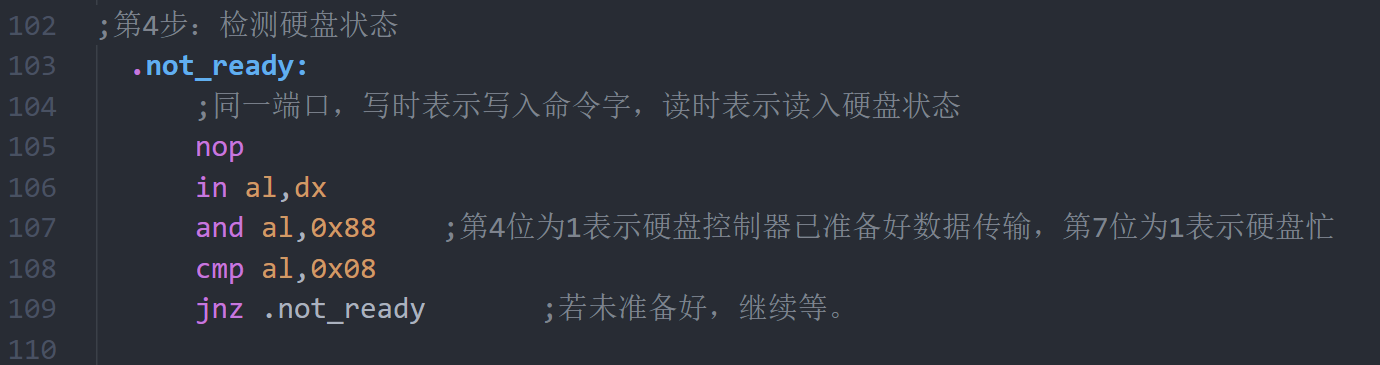 102 ;第4步：检测硬盘状态
103 .not_ready:
104 ;同一端口，写时表示写入命令字，读时表示读入硬盘状态
105 nop
106 in al,dx
107 and al,0x88 ;第4位为1表示硬盘控制器已准备好数据传输，第7位为1表示硬盘忙
108 cmp al,0x08
109 jnz .not_ready ;若未准备好，继续等。
110